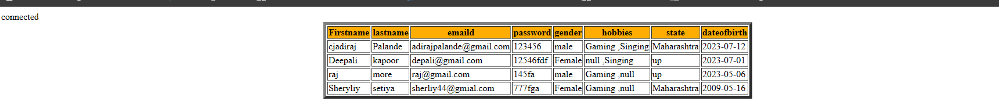 connected
Firstname lastname emaild password gender hobbies state dateofbirth
cjadiraj Palande adirajpalande@gmail.com 123456 male Gaming ,Singing Maharashtra 2023-07-12
Deepali kapoor depali@gmail.com 12546fdf Female null ,Singing up 2023-07-01
raj more raj@gmail.com 145fa male Gaming ,null up 2023-05-06
Sheryliy setiya sherliy44@gmial.com 777fga Female Gaming ,null Maharashtra 2009-05-16